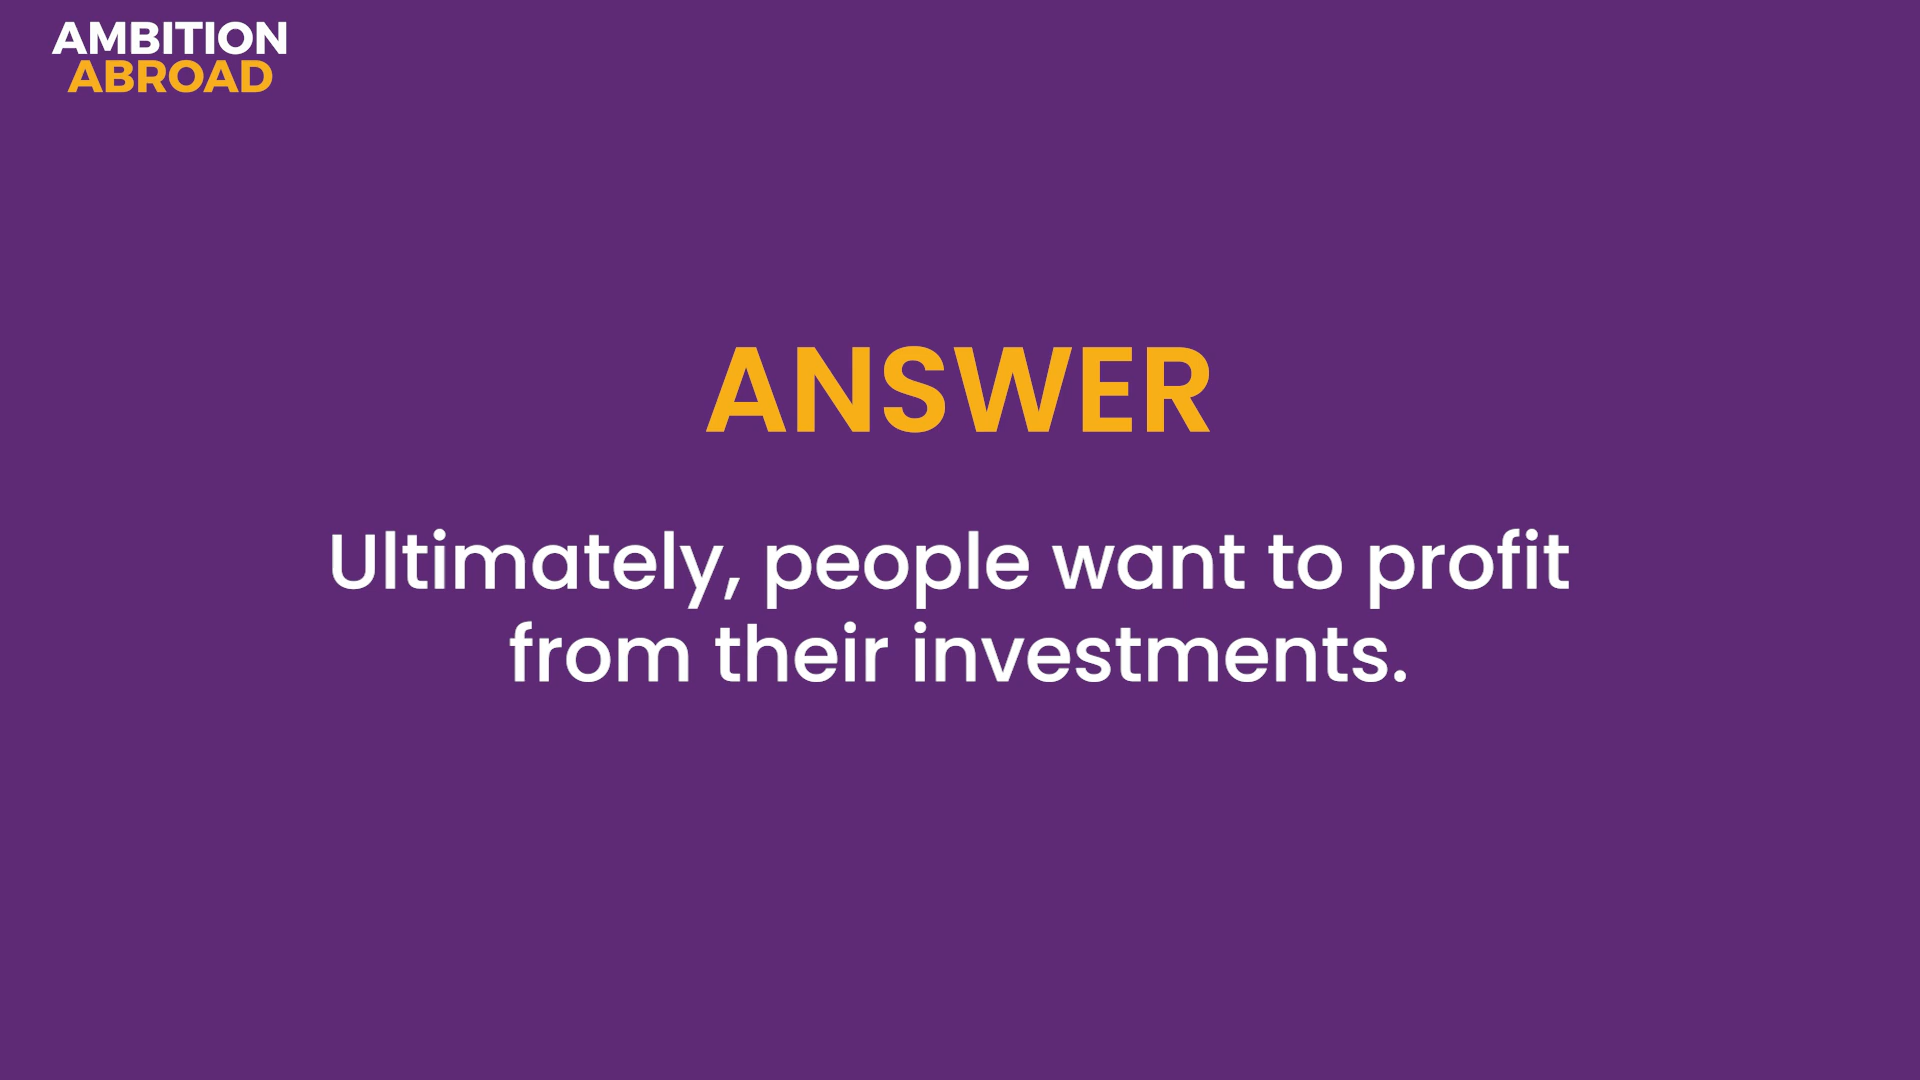 AMBITION
ABROAD
ANSWER
Ultimately, people want to profit
from their investments.